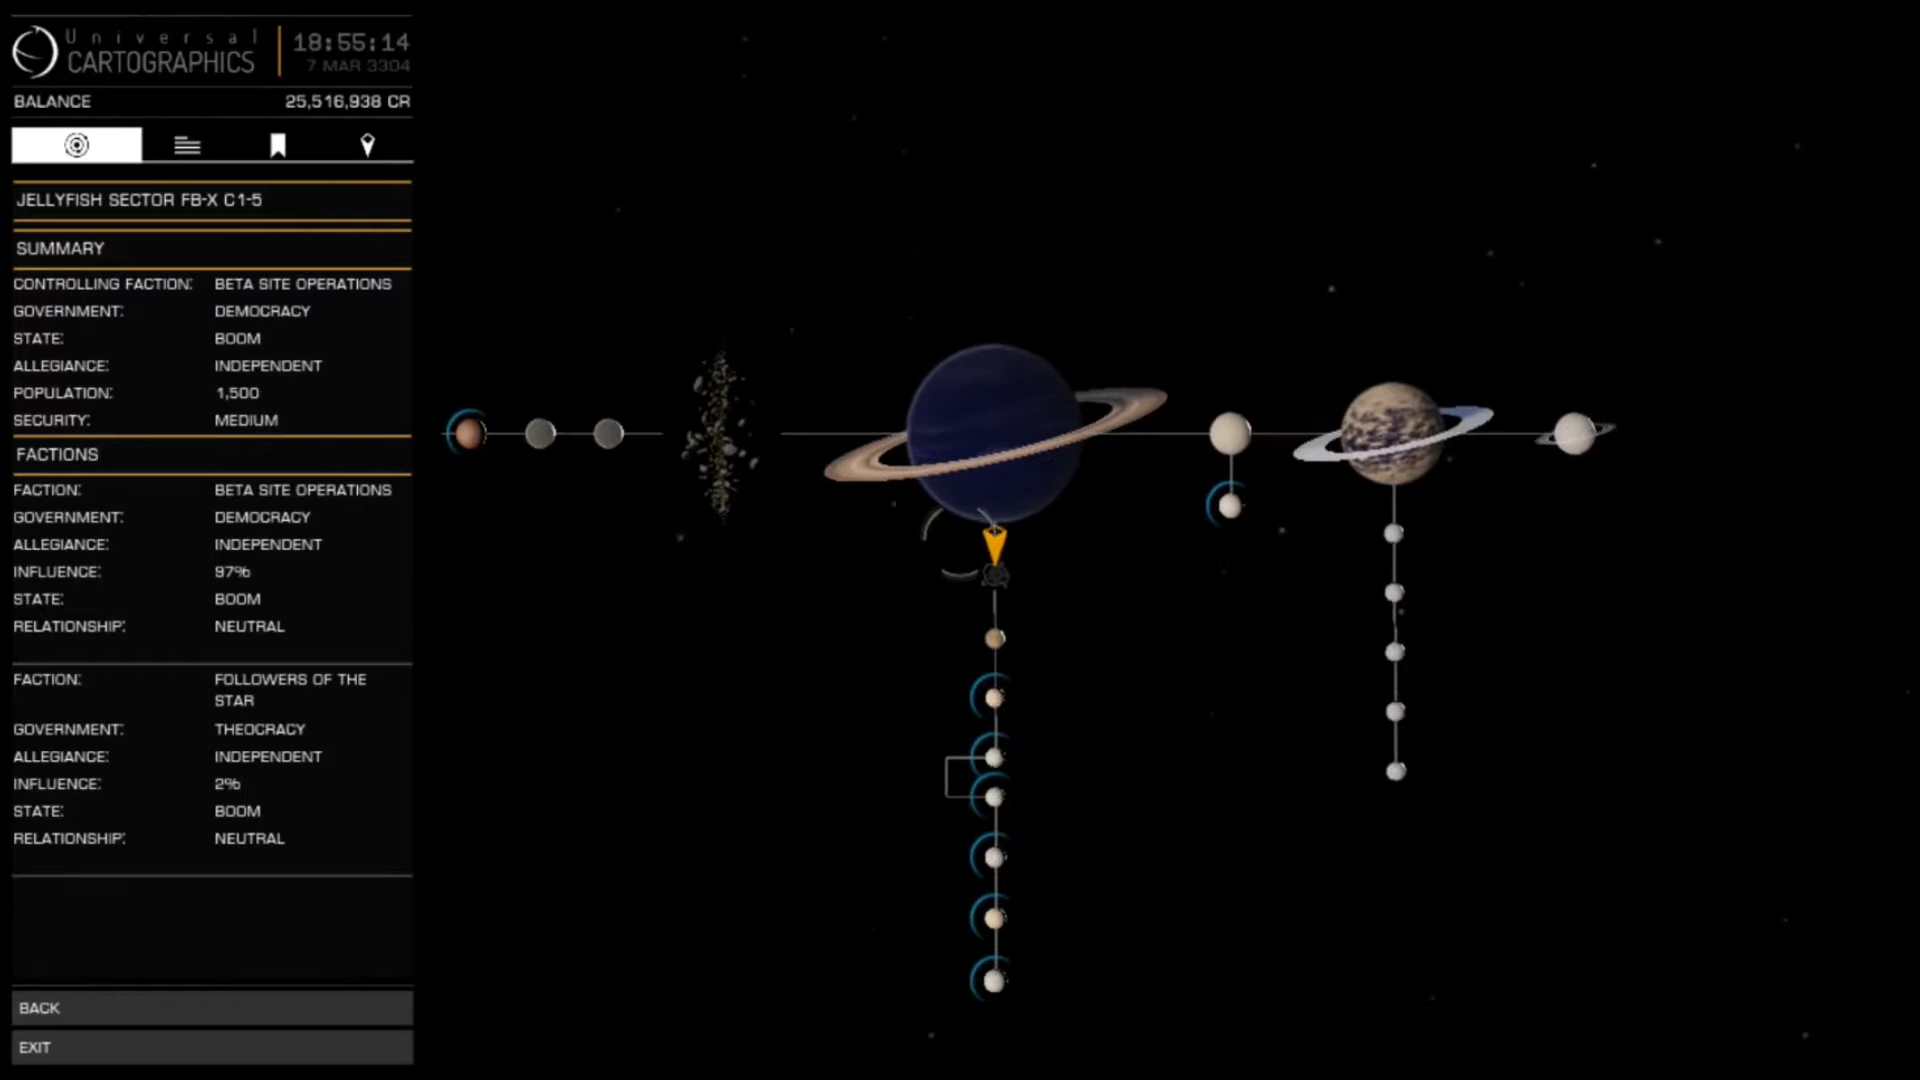 Universal
CARTOGRAPHICS
18:55:14
7 MAR 3304
BALANCE 25,516,938 CR
JELLYFISH SECTOR FB-X C1-5
SUMMARY
CONTROLLING FACTION: BETA SITE OPERATIONS
GOVERNMENT: DEMOCRACY
STATE: BOOM
ALLEGIANCE: INDEPENDENT
POPULATION: 1,500
SECURITY: MEDIUM
FACTIONS
FACTION: BETA SITE OPERATIONS
GOVERNMENT: DEMOCRACY
ALLEGIANCE: INDEPENDENT
INFLUENCE: 97%
STATE: BOOM
RELATIONSHIP: NEUTRAL
FACTION: FOLLOWERS OF THE
STAR
GOVERNMENT: THEOCRACY
ALLEGIANCE: INDEPENDENT
INFLUENCE: 2%
STATE: BOOM
RELATIONSHIP: NEUTRAL
BACK
EXIT